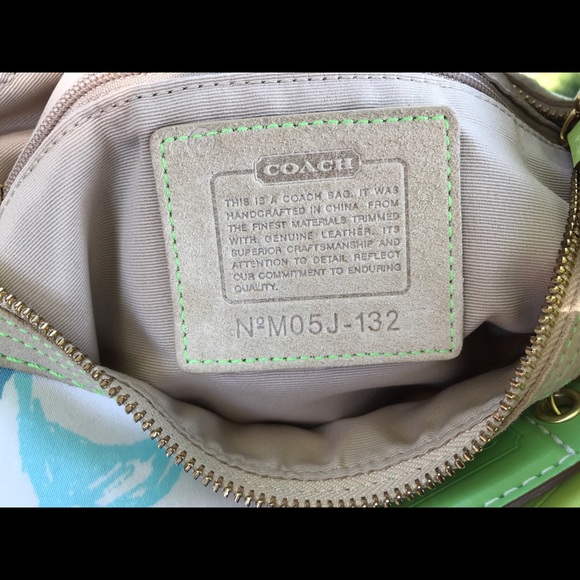 COACH
THIS IS A COACH BAG. IT WAS
HANDCRAFTED IN CHINA FROM
THE FINEST MATERIALS TRIMMED
WITH GENUINE LEATHER. ITS
SUPERIOR CRAFTSMANSHIP AND
ATTENTION TO DETAIL REFLECT
OUR COMMITMENT TO ENDURING
QUALITY.
NºM05J-132